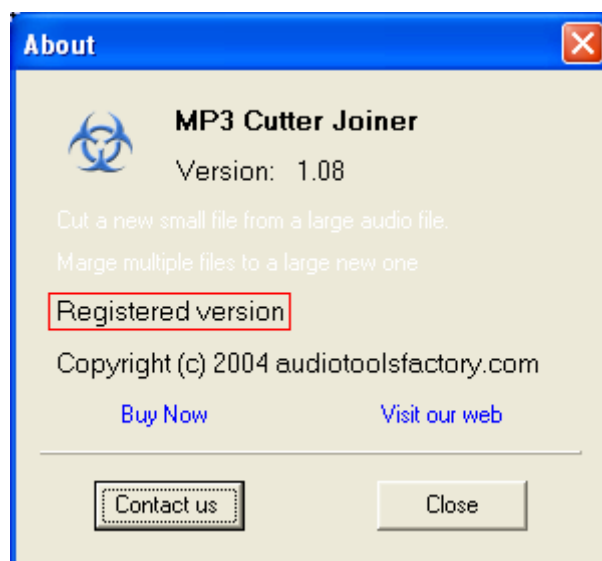 About
MP3 Cutter Joiner
Version: 1.08
Cut a new small file from a large audio file.
Marge multiple files to a large new one
Registered version
Copyright (c) 2004 audiotoolsfactory.com
Buy Now Visit our web
Contact us Close